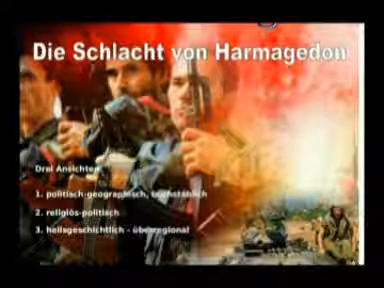 Die Schlacht von Harmagedon
Drei Ansichten
1. politisch-geographisch, buchstäblich
2. religiös-politisch
3. heilsgeschichtlich - überregional